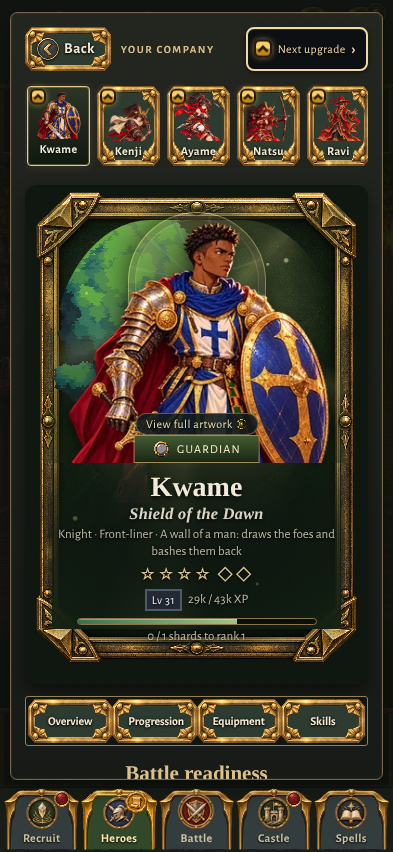 Back
YOUR COMPANY
Next upgrade ›
Kwame
Kenji
Ayame
Natsu
Ravi
View full artwork
GUARDIAN
Kwame
Shield of the Dawn
Knight · Front-liner · A wall of a man: draws the foes and
bashes them back
Lv 31
29k / 43k XP
0 / 1 shards to rank 1
Overview
Progression
Equipment
Skills
Battle readiness
Recruit
Heroes
Battle
Castle
Spells